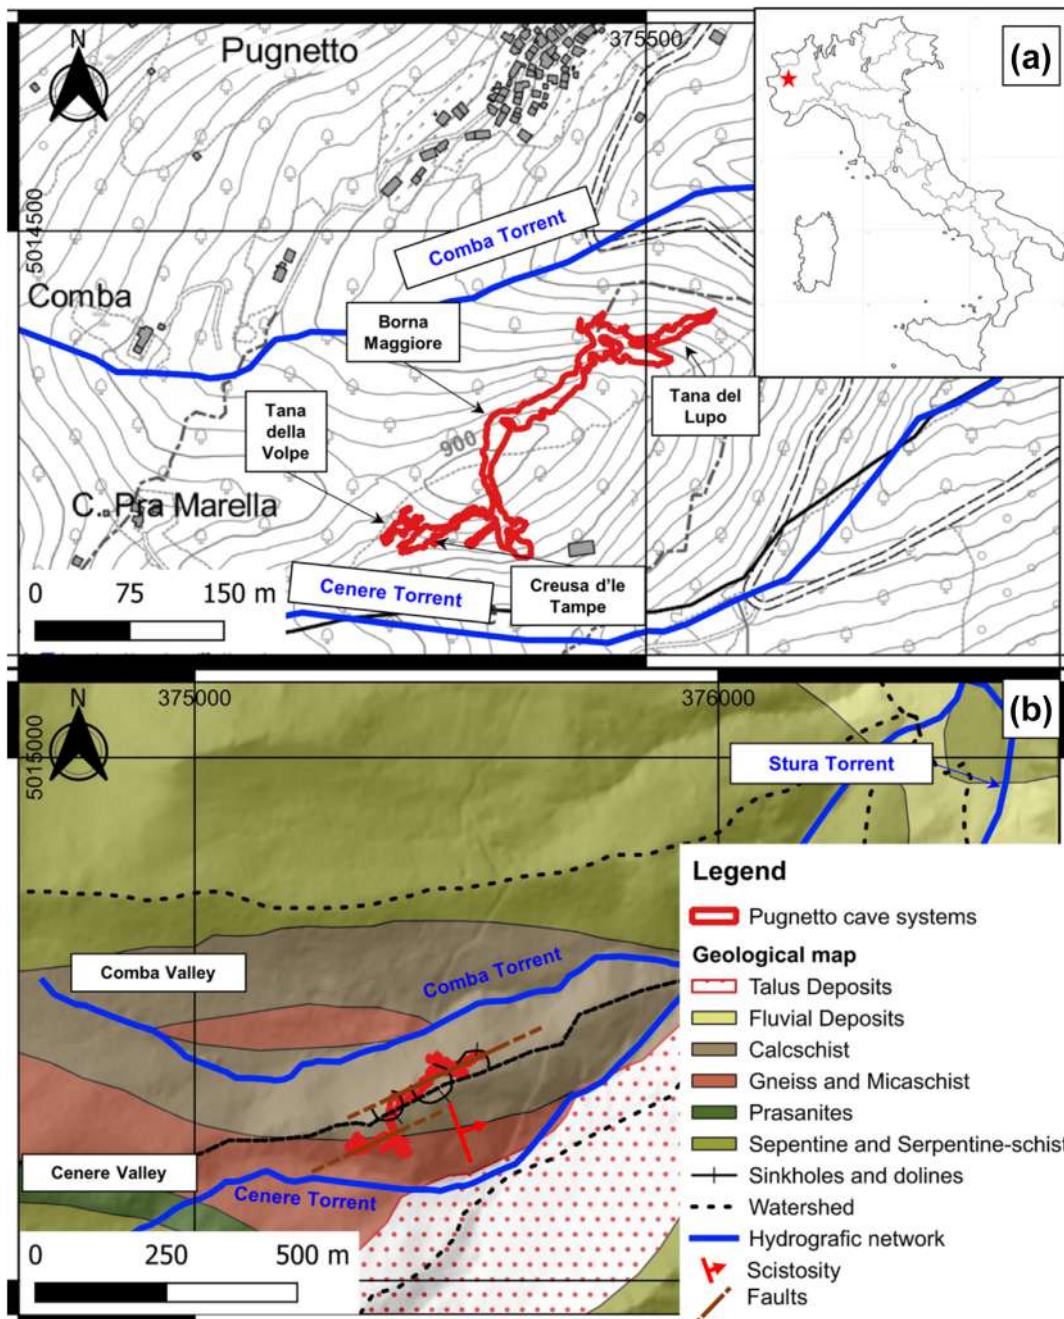 N
Pugnetto
375500
(a)
5014500
Comba Torrent
Comba
Borna
Maggiore
Tana
della
Volpe
Tana del
Lupo
900
C. Pra Marella
Creusa d'le
Tampe
Cenere Torrent
0 75 150 m
N
375000
376000
(b)
5015000
Stura Torrent
Comba Valley
Comba Torrent
Cenere Valley
Cenere Torrent
0 250 500 m
Legend
Pugnetto cave systems
Geological map
Talus Deposits
Fluvial Deposits
Calcschist
Gneiss and Micaschist
Prasanites
Sepentine and Serpentine-schist
Sinkholes and dolines
Watershed
Hydrografic network
Scistosity
Faults